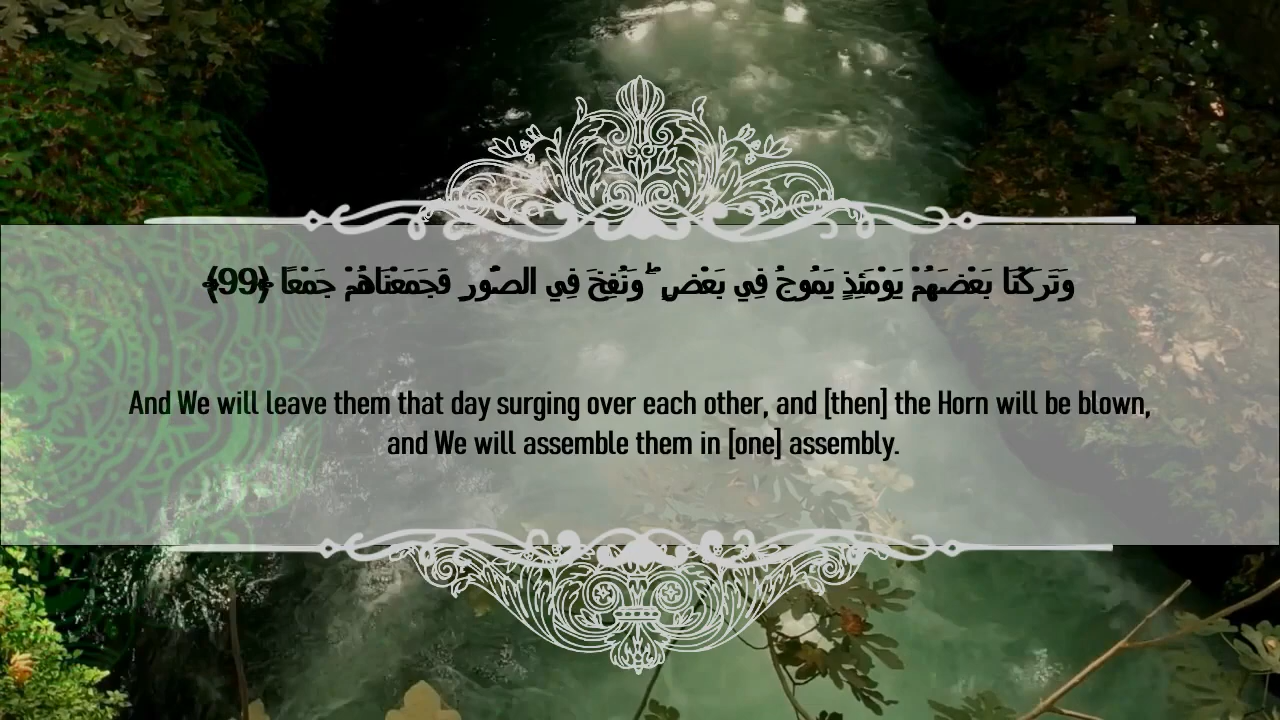 وَتَرَكْنَا بَعْضَهُمْ يَوْمَئِذٍ يَمُوجُ فِي بَعْضٍ ۖ وَنُفِخَ فِي الصُّورِ فَجَمَعْنَاهُمْ جَمْعًا ﴿99﴾
And We will leave them that day surging over each other, and [then] the Horn will be blown,
and We will assemble them in [one] assembly.